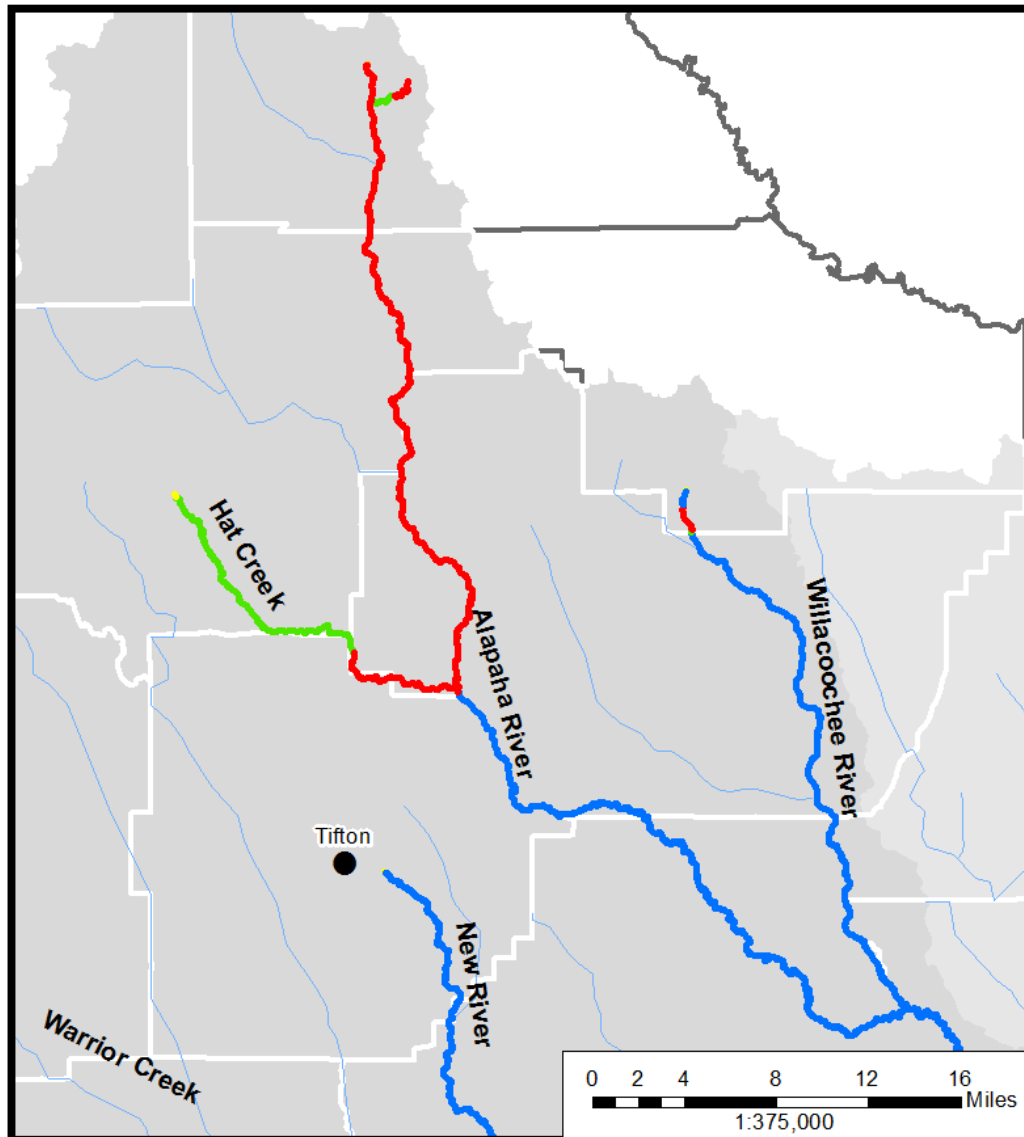 Hat Creek
Alapaha River
Willacoochee River
Tifton
New River
Warrior Creek
0 2 4 8 12 16
Miles
1:375,000